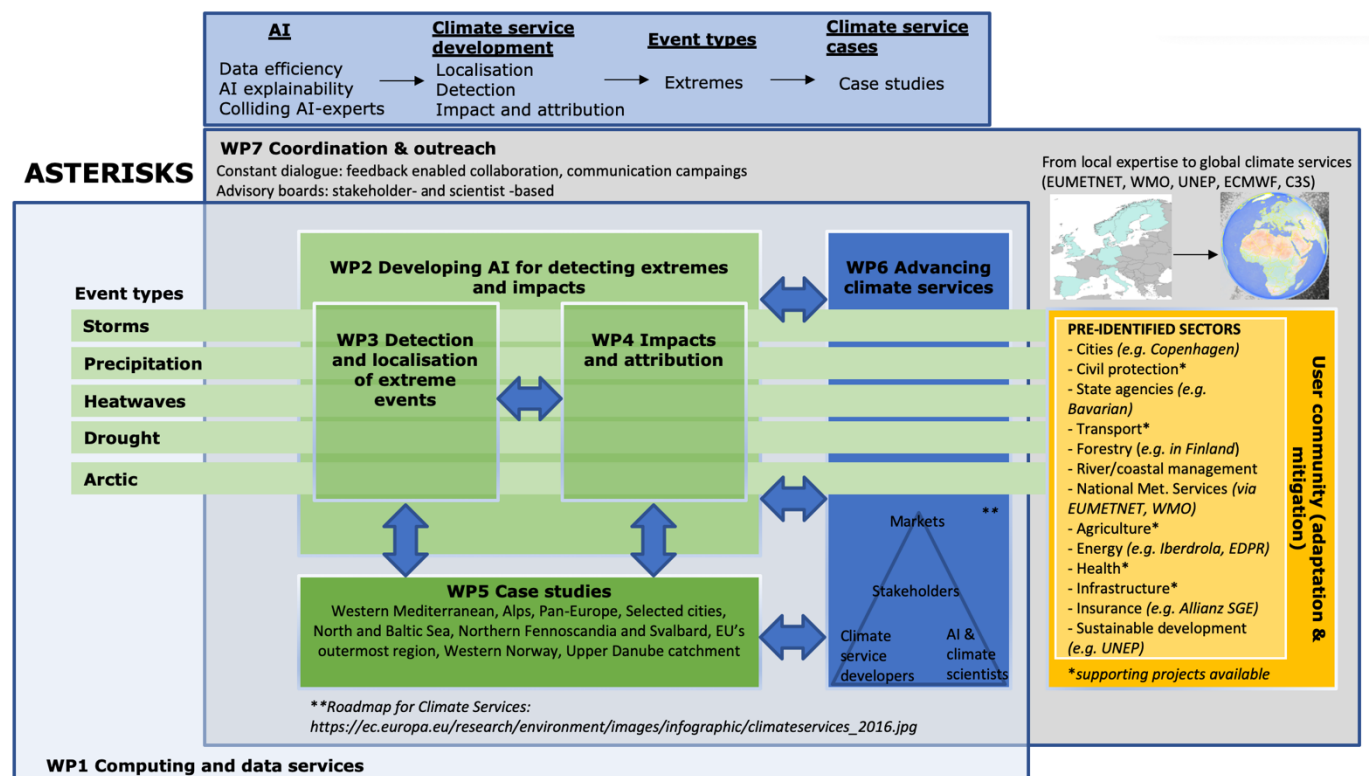 AI
Data efficiency
AI explainability
Colliding AI-experts
Climate service
development
Localisation
Detection
Impact and attribution
Event types
Extremes
Climate service
cases
Case studies
ASTERISKS
WP7 Coordination & outreach
Constant dialogue: feedback enabled collaboration, communication campaings
Advisory boards: stakeholder- and scientist -based
From local expertise to global climate services
(EUMETNET, WMO, UNEP, ECMWF, C3S)
Event types
Storms
Precipitation
Heatwaves
Drought
Arctic
WP2 Developing AI for detecting extremes
and impacts
WP3 Detection
and localisation
of extreme
events
WP4 Impacts
and attribution
WP6 Advancing
climate services
**
Markets
Stakeholders
Climate
service
developers
AI &
climate
scientists
WP5 Case studies
Western Mediterranean, Alps, Pan-Europe, Selected cities,
North and Baltic Sea, Northern Fennoscandia and Svalbard, EU's
outermost region, Western Norway, Upper Danube catchment
**Roadmap for Climate Services:
https://ec.europa.eu/research/environment/images/infographic/climateservices_2016.jpg
PRE-IDENTIFIED SECTORS
- Cities (e.g. Copenhagen)
- Civil protection*
- State agencies (e.g.
Bavarian)
- Transport*
- Forestry (e.g. in Finland)
- River/coastal management
- National Met. Services (via
EUMETNET, WMO)
- Agriculture*
- Energy (e.g. Iberdrola, EDPR)
- Health*
- Infrastructure*
- Insurance (e.g. Allianz SGE)
- Sustainable development
(e.g. UNEP)
*supporting projects available
User community (adaptation &
mitigation)
WP1 Computing and data services